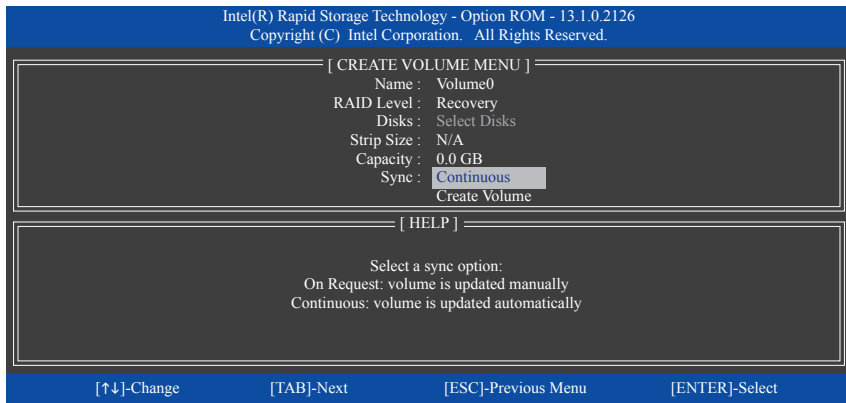 Intel(R) Rapid Storage Technology - Option ROM - 13.1.0.2126
Copyright (C) Intel Corporation. All Rights Reserved.
[ CREATE VOLUME MENU ]
Name : Volume0
RAID Level : Recovery
Disks : Select Disks
Strip Size : N/A
Capacity : 0.0 GB
Sync : Continuous
Create Volume
[ HELP ]
Select a sync option:
On Request: volume is updated manually
Continuous: volume is updated automatically
[↑↓]-Change [TAB]-Next [ESC]-Previous Menu [ENTER]-Select